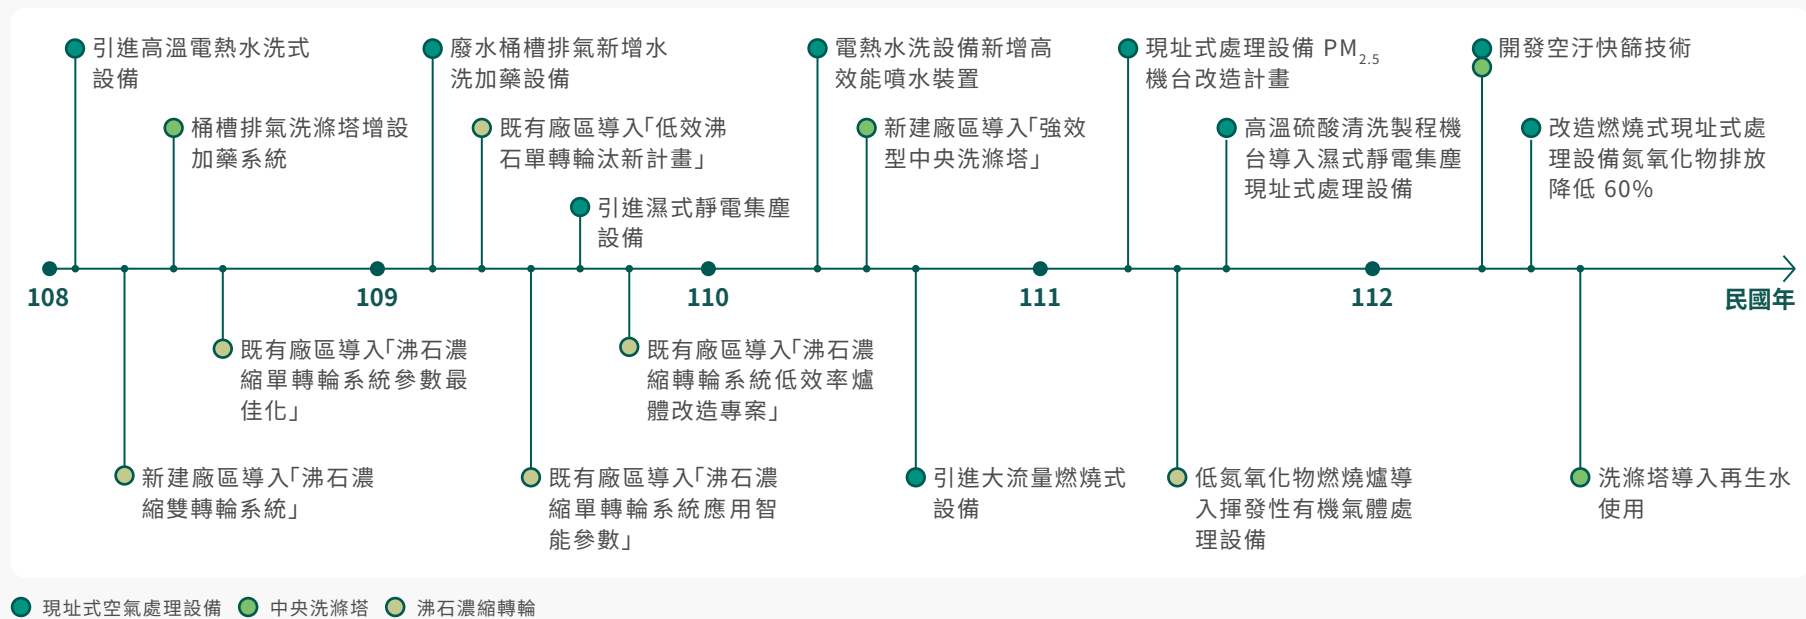 引進高溫電熱水洗式
設備
廢水桶槽排氣新增水
洗加藥設備
電熱水洗設備新增高
效能噴水裝置
現址式處理設備 PM2.5
機台改造計畫
開發空汙快篩技術
桶槽排氣洗滌塔增設
加藥系統
既有廠區導入「低效沸
石單轉輪汰新計畫」
新建廠區導入「強效
型中央洗滌塔」
高溫硫酸清洗製程機
台導入濕式靜電集塵
現址式處理設備
改造燃燒式現址式處
理設備氮氧化物排放
降低 60%
引進濕式靜電集塵
設備
108
109
110
111
112
民國年
既有廠區導入「沸石濃
縮單轉輪系統參數最
佳化」
既有廠區導入「沸石濃
縮轉輪系統低效率爐
體改造專案」
新建廠區導入「沸石濃
縮雙轉輪系統」
既有廠區導入「沸石濃
縮單轉輪系統應用智
能參數」
引進大流量燃燒式
設備
低氮氧化物燃燒爐導
入揮發性有機氣體處
理設備
洗滌塔導入再生水
使用
現址式空氣處理設備
中央洗滌塔
沸石濃縮轉輪